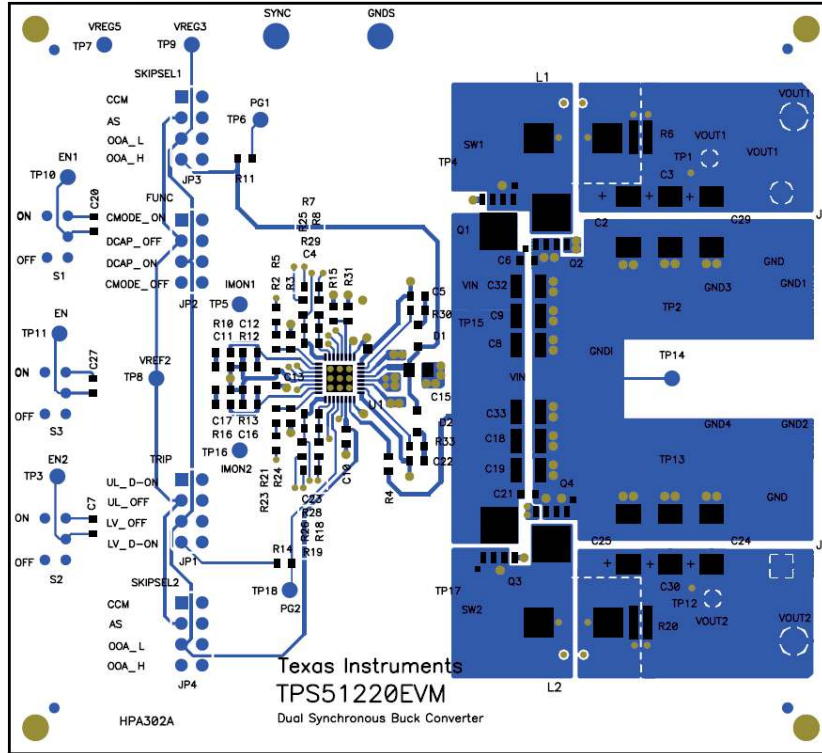 SYNC
GNDS
VREG5
VREG3
TP7
TP9
SKIPSEL1
L1
CCM
AS
OOA_L
OOA_H
PG1
TP6
JP3
R11
SW1
TP4
R6
VOUT1
VOUT1
TP1
VOUT1
C3
EN1
TP10
C20
FUNC
ON
OFF
S1
CMODE_ON
DCAP_OFF
DCAP_ON
CMODE_OFF
JP2
R7
R25
R8
R29
C4
R5
R2
R3
R15
R31
Q1
C2
C29
J
Q2
C6
GND
GND1
GND3
VIN
C32
TP2
TP15
C9
C8
IMON1
TP5
C5
R30
D1
EN
TP11
VREF2
TP8
R10
C12
C11
R12
C13
U1
C15
GNDI
TP14
VIN
ON
OFF
S3
C27
C17
R13
R16
C16
TP16
IMON2
D2
R33
C22
C10
R4
C33
C18
C19
C21
GND4
GND2
TP13
GND
EN2
TP3
TRIP
UL_D-ON
UL_OFF
LV_OFF
LV_D-ON
JP1
ON
OFF
S2
C7
R21
R24
R23
C23
R28
R26
R18
R19
R14
TP18
PG2
Q4
C25
C24
J
Q3
TP17
SW2
C30
TP12
VOUT2
VOUT2
R20
L2
SKIPSEL2
CCM
AS
OOA_L
OOA_H
JP4
Texas Instruments
TPS51220EVM
Dual Synchronous Buck Converter
HPA302A